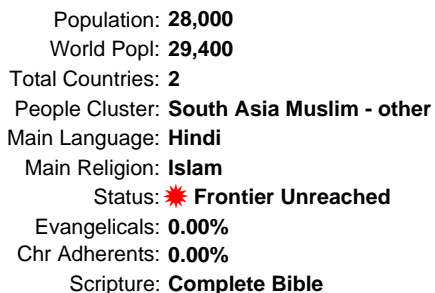 Population: 28,000
World Popl: 29,400
Total Countries: 2
People Cluster: South Asia Muslim - other
Main Language: Hindi
Main Religion: Islam
Status: Frontier Unreached
Evangelicals: 0.00%
Chr Adherents: 0.00%
Scripture: Complete Bible